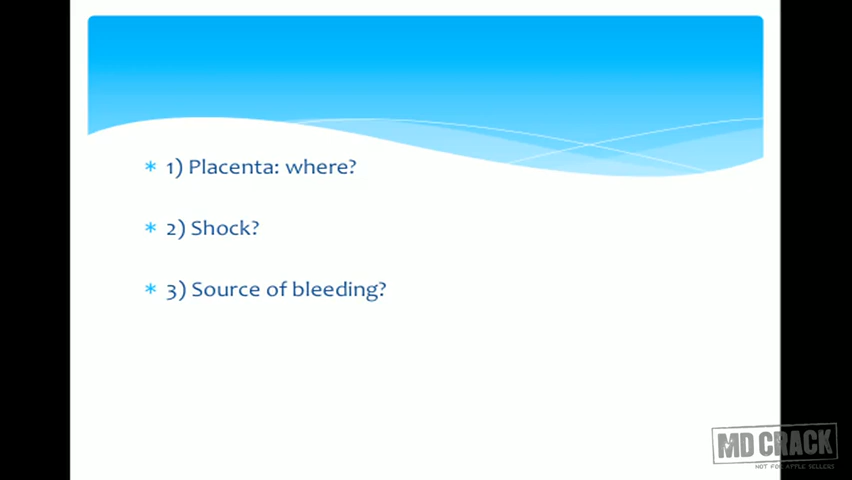 * 1) Placenta: where?
* 2) Shock?
* 3) Source of bleeding?
MD CRACK
NOT FOR APPLE SELLERS